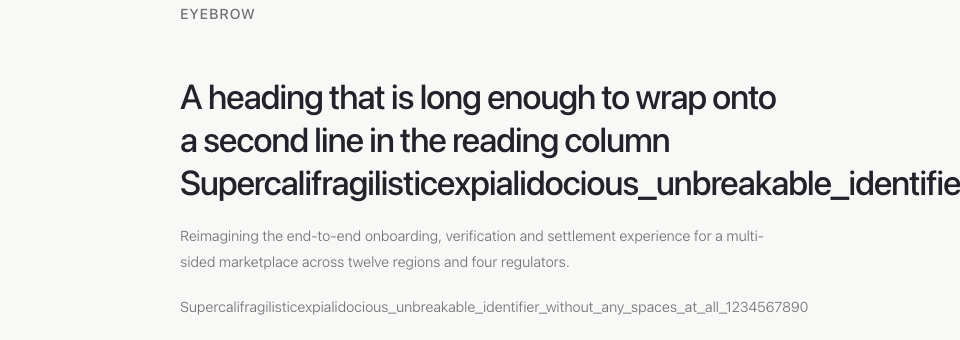 EYEBROW
A heading that is long enough to wrap onto
a second line in the reading column
Supercalifragilisticexpialidocious_unbreakable_identifie
Reimagining the end-to-end onboarding, verification and settlement experience for a multi-
sided marketplace across twelve regions and four regulators.
Supercalifragilisticexpialidocious_unbreakable_identifier_without_any_spaces_at_all_1234567890